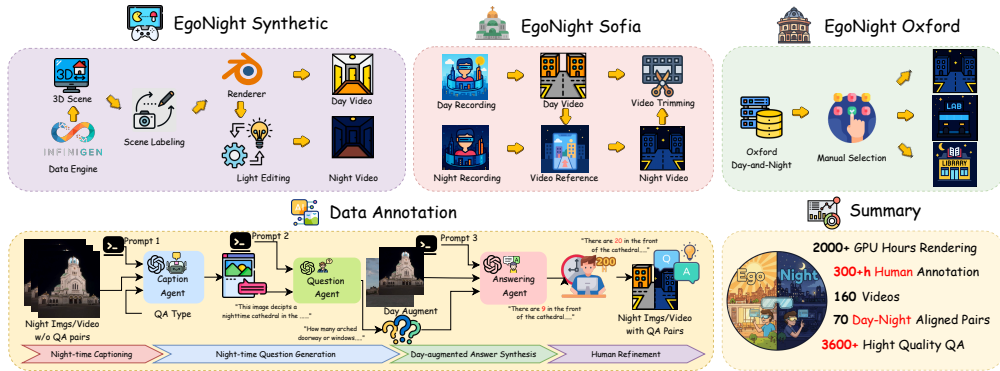 EgoNight Synthetic
3D
3D Scene
INFINIGEN
Data Engine
Scene Labeling
Renderer
Light Editing
Day Video
Night Video
EgoNight Sofia
Day Recording
Day Video
Video Trimming
Night Recording
Video Reference
Night Video
EgoNight Oxford
Oxford
Day-and-Night
Manual Selection
LAB
LIBRARY
Data Annotation
Night Imgs/Video
w/o QA pairs
Prompt 1
Caption
Agent
QA Type
Prompt 2
"This image decipts a
nighttime cathedral in the ......."
Question
Agent
"How many arched
doorway or windows....."
Day Augment
Prompt 3
Answering
Agent
"There are 20 in the front
of the cathedral....."
"There are 9 in the front
of the cathedral...."
200
HOUR
Q
A
Night Imgs/Video
with QA Pairs
Night-time Captioning
Night-time Question Generation
Day-augmented Answer Synthesis
Human Refinement
Summary
Ego
Night
2000+ GPU Hours Rendering
300+h Human Annotation
160 Videos
70 Day-Night Aligned Pairs
3600+ Hight Quality QA